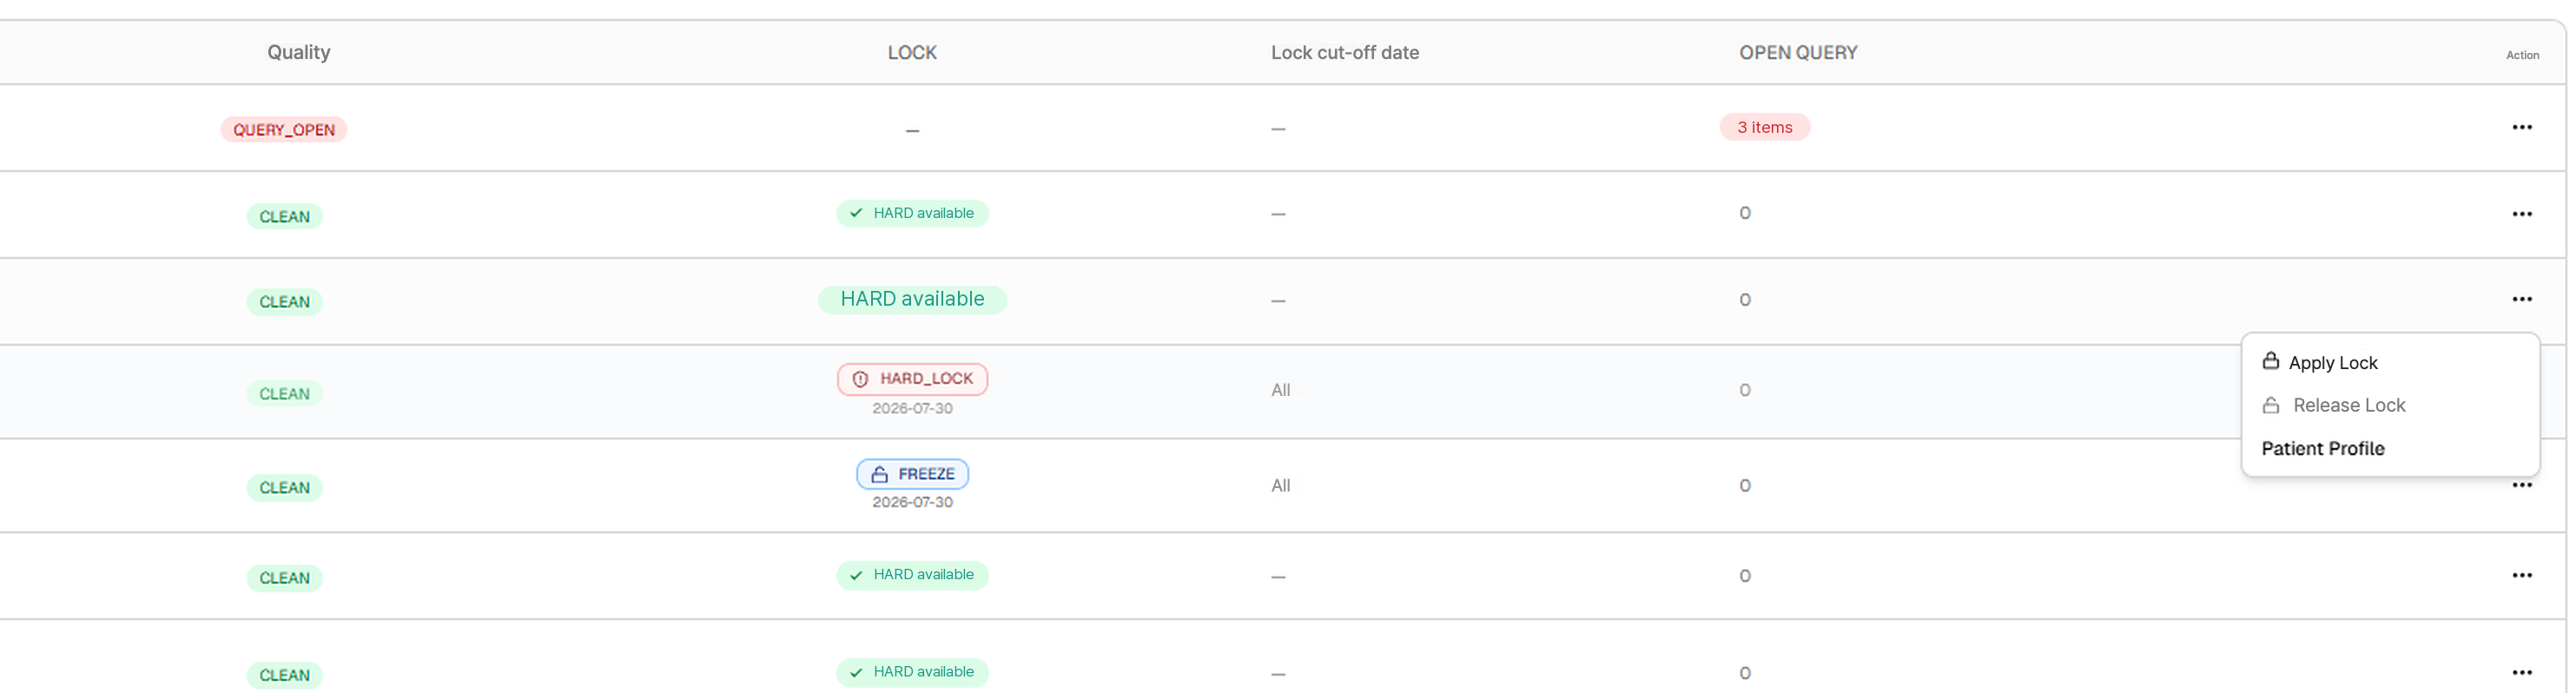 Quality LOCK Lock cut-off date OPEN QUERY Action
QUERY_OPEN — — 3 items •••
CLEAN HARD available — 0 •••
CLEAN HARD available — 0 •••
Apply Lock
CLEAN HARD_LOCK All 0
2026-07-30
Release Lock
Patient Profile
CLEAN FREEZE All 0 •••
2026-07-30
CLEAN HARD available — 0 •••
CLEAN HARD available — 0 •••